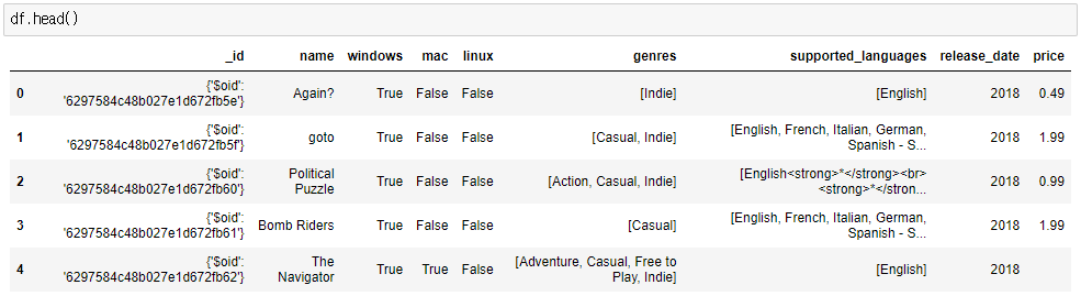 df.head()
_id name windows mac linux genres supported_languages release_date price
0 {'$oid': '6297584c48b027e1d672fb5e'} Again? True False False [Indie] [English] 2018 0.49
1 {'$oid': '6297584c48b027e1d672fb5f'} goto True False False [Casual, Indie] [English, French, Italian, German, Spanish - S... 2018 1.99
2 {'$oid': '6297584c48b027e1d672fb60'} Political Puzzle True False False [Action, Casual, Indie] [English<strong>*</strong><br><strong>*</stron... 2018 0.99
3 {'$oid': '6297584c48b027e1d672fb61'} Bomb Riders True False False [Casual] [English, French, Italian, German, Spanish - S... 2018 1.99
4 {'$oid': '6297584c48b027e1d672fb62'} The Navigator True True False [Adventure, Casual, Free to Play, Indie] [English] 2018